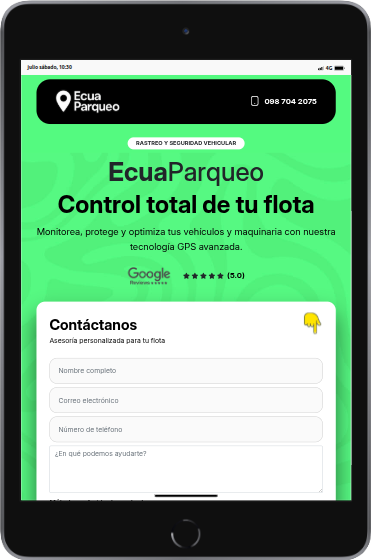 julio sábado, 10:30
4G
Ecua
Parqueo
098 704 2075
RASTREO Y SEGURIDAD VEHICULAR
EcuaParqueo
Control total de tu flota
Monitorea, protege y optimiza tus vehículos y maquinaria con nuestra
tecnología GPS avanzada.
Google
Reviews
★★★★★ (5.0)
Contáctanos
Asesoría personalizada para tu flota
Nombre completo
Correo electrónico
Número de teléfono
¿En qué podemos ayudarte?